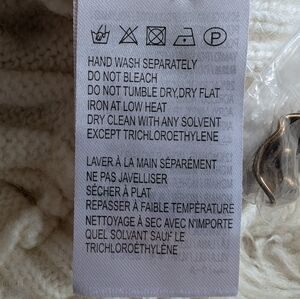 P
HAND WASH SEPARATELY
DO NOT BLEACH
DO NOT TUMBLE DRY,DRY FLAT
IRON AT LOW HEAT
DRY CLEAN WITH ANY SOLVENT
EXCEPT TRICHLOROETHYLENE
LAVER À LA MAIN SÉPARÉMENT
NE PAS JAVELLISER
SÉCHER À PLAT
REPASSER À FAIBLE TEMPÉRATURE
NETTOYAGE À SEC AVEC N'IMPORTE
QUEL SOLVANT SAUF LE
TRICHLOROÉTHYLÈNE